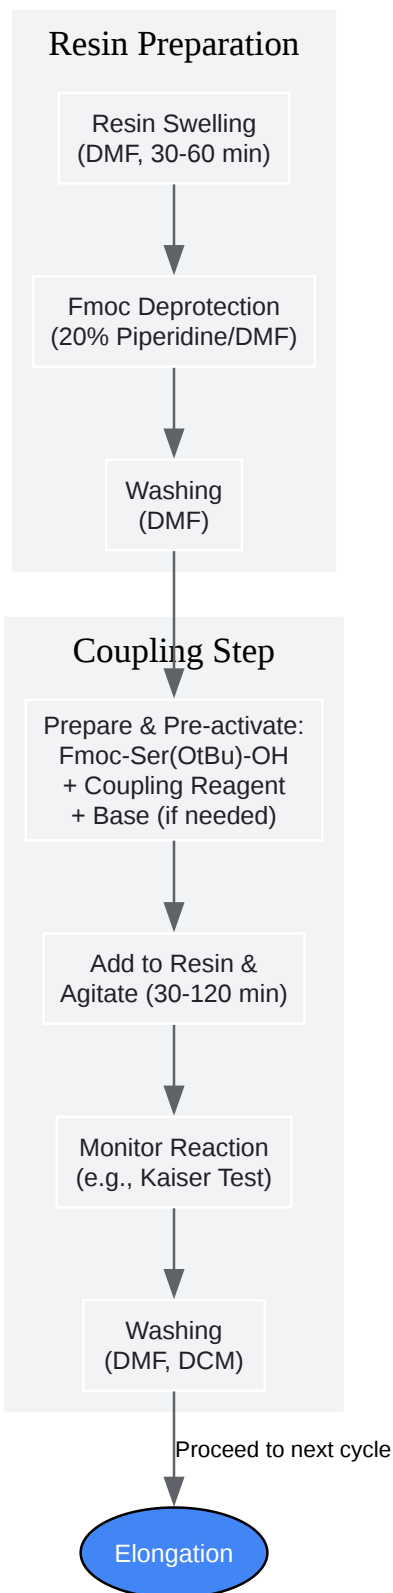 Resin Preparation
Resin Swelling
(DMF, 30-60 min)
Fmoc Deprotection
(20% Piperidine/DMF)
Washing
(DMF)
Coupling Step
Prepare & Pre-activate:
Fmoc-Ser(OtBu)-OH
+ Coupling Reagent
+ Base (if needed)
Add to Resin &
Agitate (30-120 min)
Monitor Reaction
(e.g., Kaiser Test)
Washing
(DMF, DCM)
Proceed to next cycle
Elongation